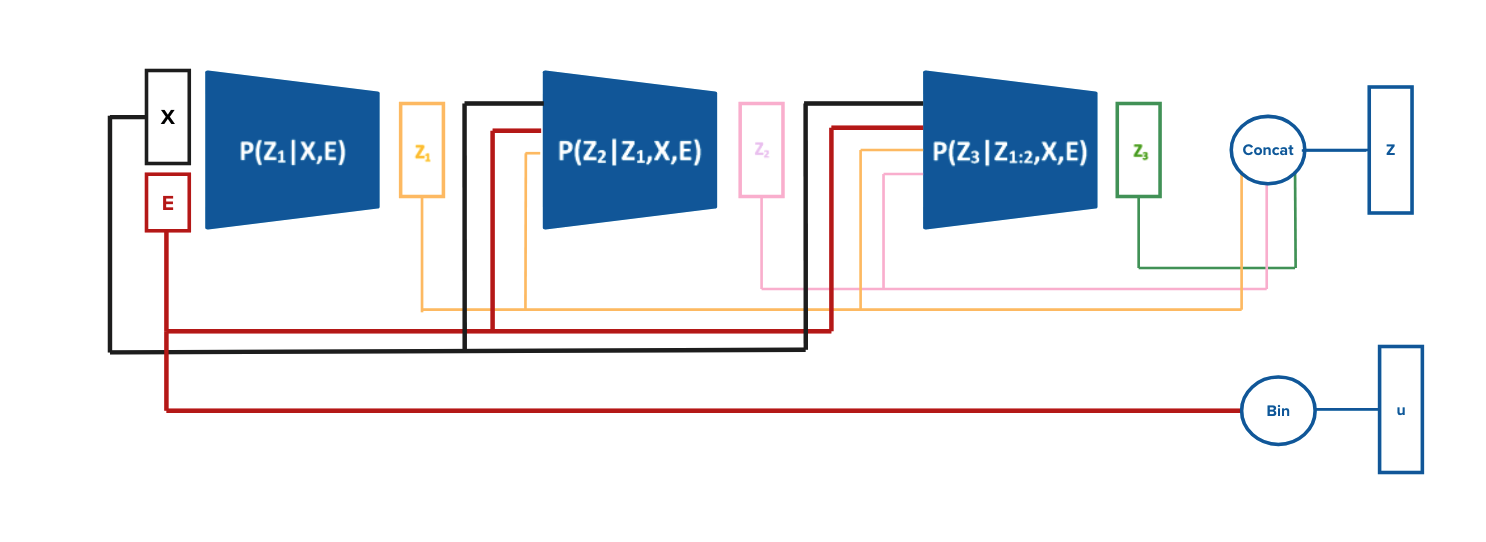 X
E
P(Z₁|X,E)
Z₁
P(Z₂|Z₁,X,E)
Z₂
P(Z₃|Z₁:₂,X,E)
Z₃
Concat
Z
Bin
u